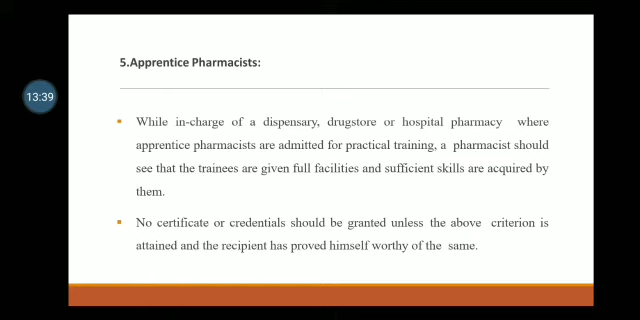 5.Apprentice Pharmacists:
13:39
While in-charge of a dispensary, drugstore or hospital pharmacy where
apprentice pharmacists are admitted for practical training, a pharmacist should
see that the trainees are given full facilities and sufficient skills are acquired by
them.
No certificate or credentials should be granted unless the above criterion is
attained and the recipient has proved himself worthy of the same.